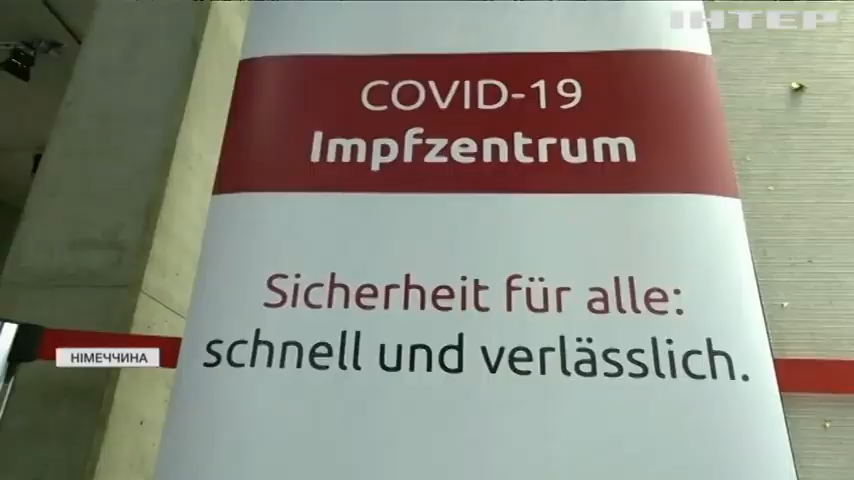 ІНТЕР
COVID-19
Impfzentrum
Sicherheit für alle:
schnell und verlässlich.
НІМЕЧЧИНА